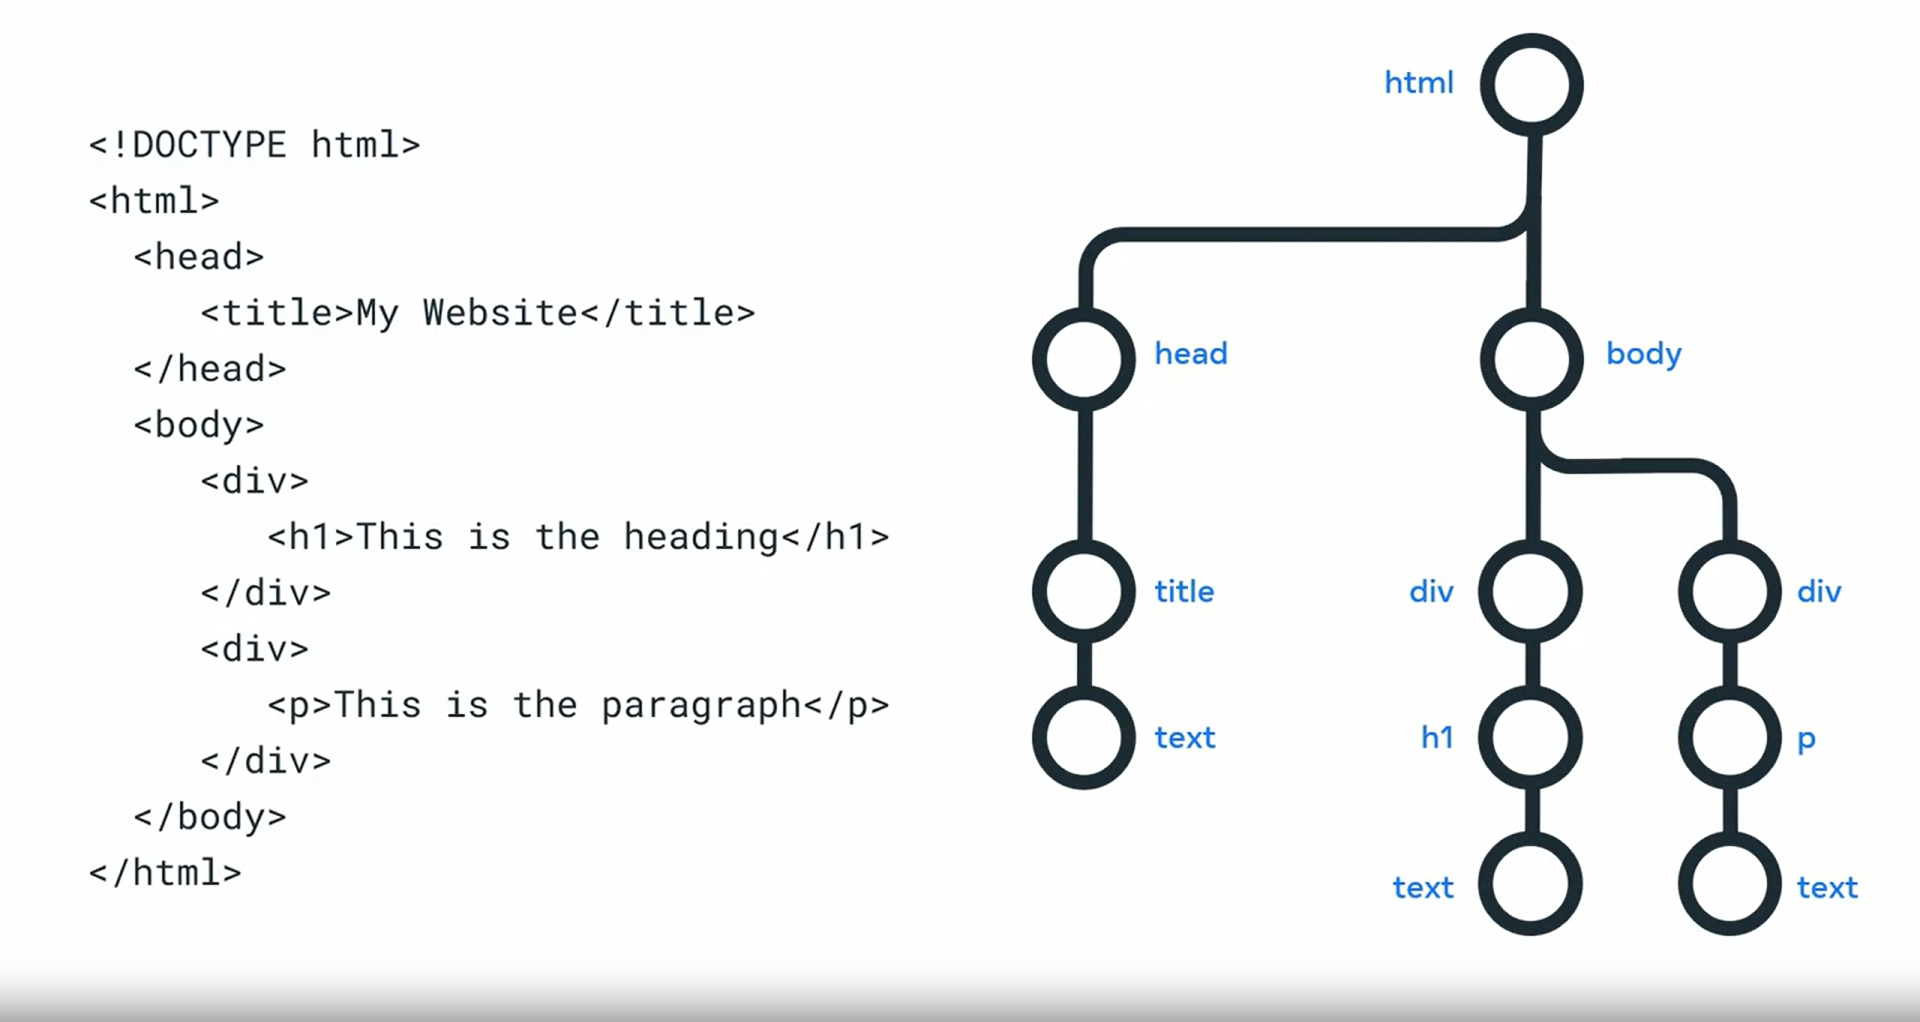 <!DOCTYPE html>
<html>
<head>
<title>My Website</title>
</head>
<body>
<div>
<h1>This is the heading</h1>
</div>
<div>
<p>This is the paragraph</p>
</div>
</body>
</html>
html
head
body
title
div
div
text
h1
p
text
text